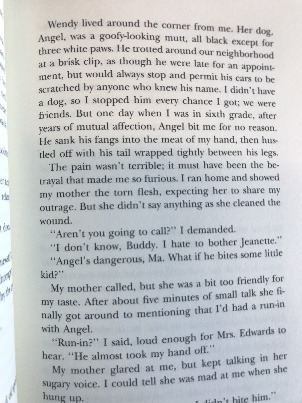 Wendy lived around the corner from me. Her dog,
Angel, was a goofy-looking mutt, all black except for
three white paws. He trotted around our neighborhood
at a brisk clip, as though he were late for an appoint-
ment, but would always stop and permit his ears to be
scratched by anyone who knew his name. I didn't have
a dog, so I stopped him every chance I got; we were
friends. But one day when I was in sixth grade, after
years of mutual affection, Angel bit me for no reason.
He sank his fangs into the meat of my hand, then hus-
tled off with his tail wrapped tightly between his legs.
The pain wasn't terrible; it must have been the be-
trayal that made me so furious. I ran home and showed
my mother the torn flesh, expecting her to share my
outrage. But she didn't say anything as she cleaned the
wound.
"Aren't you going to call?" I demanded.
"I don't know, Buddy. I hate to bother Jeanette."
"Angel's dangerous, Ma. What if he bites some little
kid?"
My mother called, but she was a bit too friendly for
my taste. After about five minutes of small talk she fi-
nally got around to mentioning that I'd had a run-in
with Angel.
"Run-in?" I said, loud enough for Mrs. Edwards to
hear. "He almost took my hand off."
My mother glared at me, but kept talking in her
sugary voice. I could tell she was mad at me when she
hung up.
didn't bite him."